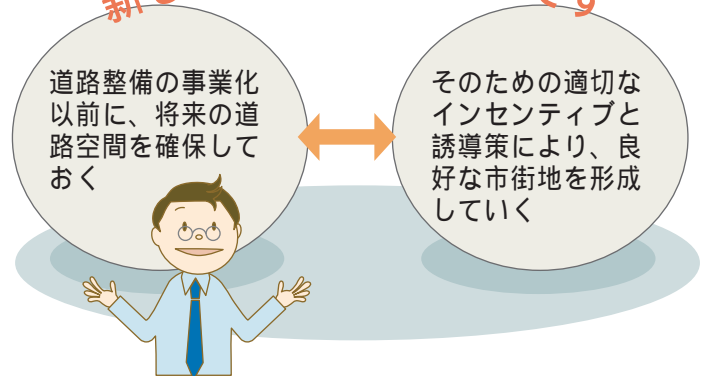 道路整備の事業化
以前に、将来の道
路空間を確保して
おく
そのための適切な
インセンティブと
誘導策により、良
好な市街地を形成
していく